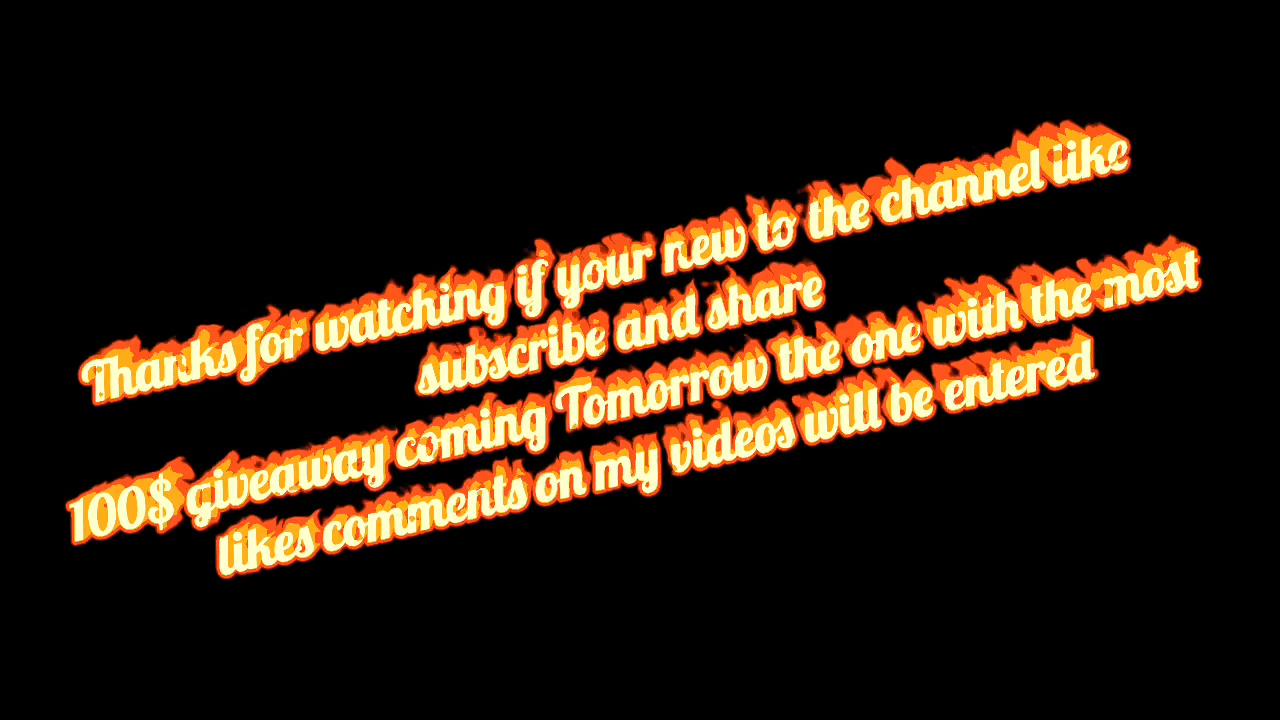 Thanks for watching if your new to the channel like
subscribe and share
100$ giveaway coming Tomorrow the one with the most
likes comments on my videos will be entered